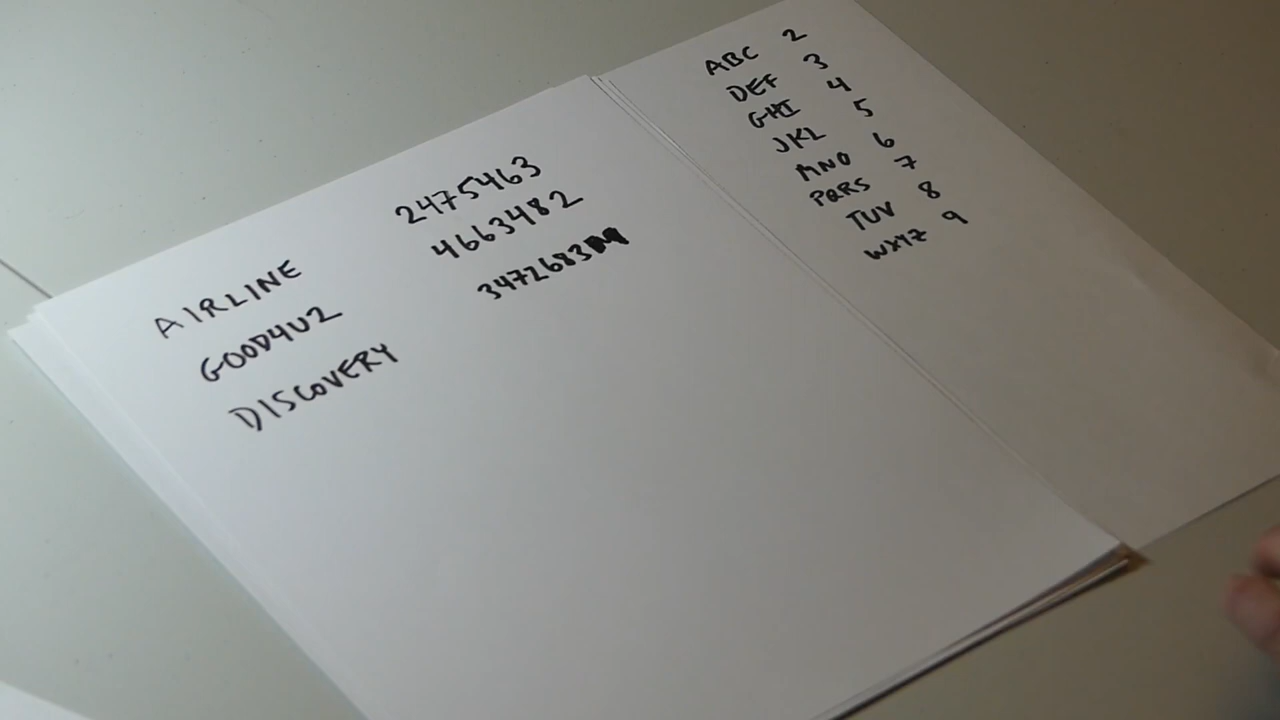 AIRLINE 2475463
GOOD4U2 4663482
DISCOVERY 3472683
ABC 2
DEF 3
GHI 4
JKL 5
MNO 6
PQRS 7
TUV 8
WXYZ 9